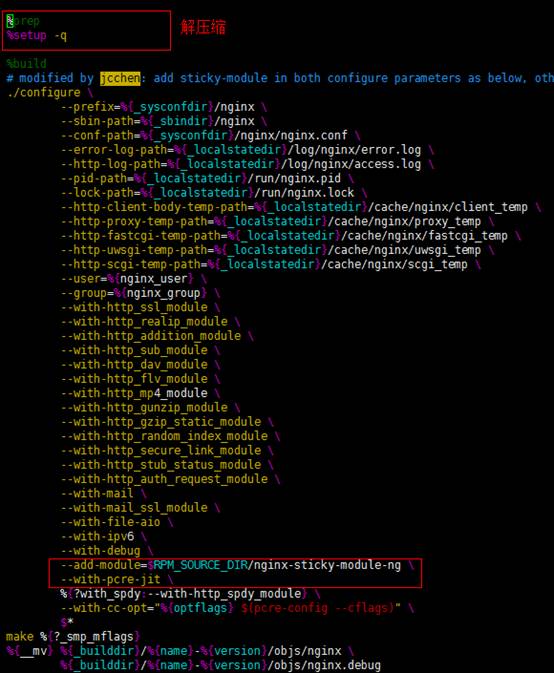 %prep
解压缩
%setup -q
%build
# modified by jcchen: add sticky-module in both configure parameters as below, oth
./configure \
--prefix=%{_sysconfdir}/nginx \
--sbin-path=%{_sbindir}/nginx \
--conf-path=%{_sysconfdir}/nginx/nginx.conf \
--error-log-path=%{_localstatedir}/log/nginx/error.log \
--http-log-path=%{_localstatedir}/log/nginx/access.log \
--pid-path=%{_localstatedir}/run/nginx.pid \
--lock-path=%{_localstatedir}/run/nginx.lock \
--http-client-body-temp-path=%{_localstatedir}/cache/nginx/client_temp \
--http-proxy-temp-path=%{_localstatedir}/cache/nginx/proxy_temp \
--http-fastcgi-temp-path=%{_localstatedir}/cache/nginx/fastcgi_temp \
--http-uwsgi-temp-path=%{_localstatedir}/cache/nginx/uwsgi_temp \
--http-scgi-temp-path=%{_localstatedir}/cache/nginx/scgi_temp \
--user=%{nginx_user} \
--group=%{nginx_group} \
--with-http_ssl_module \
--with-http_realip_module \
--with-http_addition_module \
--with-http_sub_module \
--with-http_dav_module \
--with-http_flv_module \
--with-http_mp4_module \
--with-http_gunzip_module \
--with-http_gzip_static_module \
--with-http_random_index_module \
--with-http_secure_link_module \
--with-http_stub_status_module \
--with-http_auth_request_module \
--with-mail \
--with-mail_ssl_module \
--with-file-aio \
--with-ipv6 \
--with-debug \
--add-module=$RPM_SOURCE_DIR/nginx-sticky-module-ng \
--with-pcre-jit \
%{?with_spdy:--with-http_spdy_module} \
--with-cc-opt="%{optflags} $(pcre-config --cflags)" \
$*
make %{?_smp_mflags}
%{__mv} %{_builddir}/%{name}-%{version}/objs/nginx \
%{_builddir}/%{name}-%{version}/objs/nginx.debug